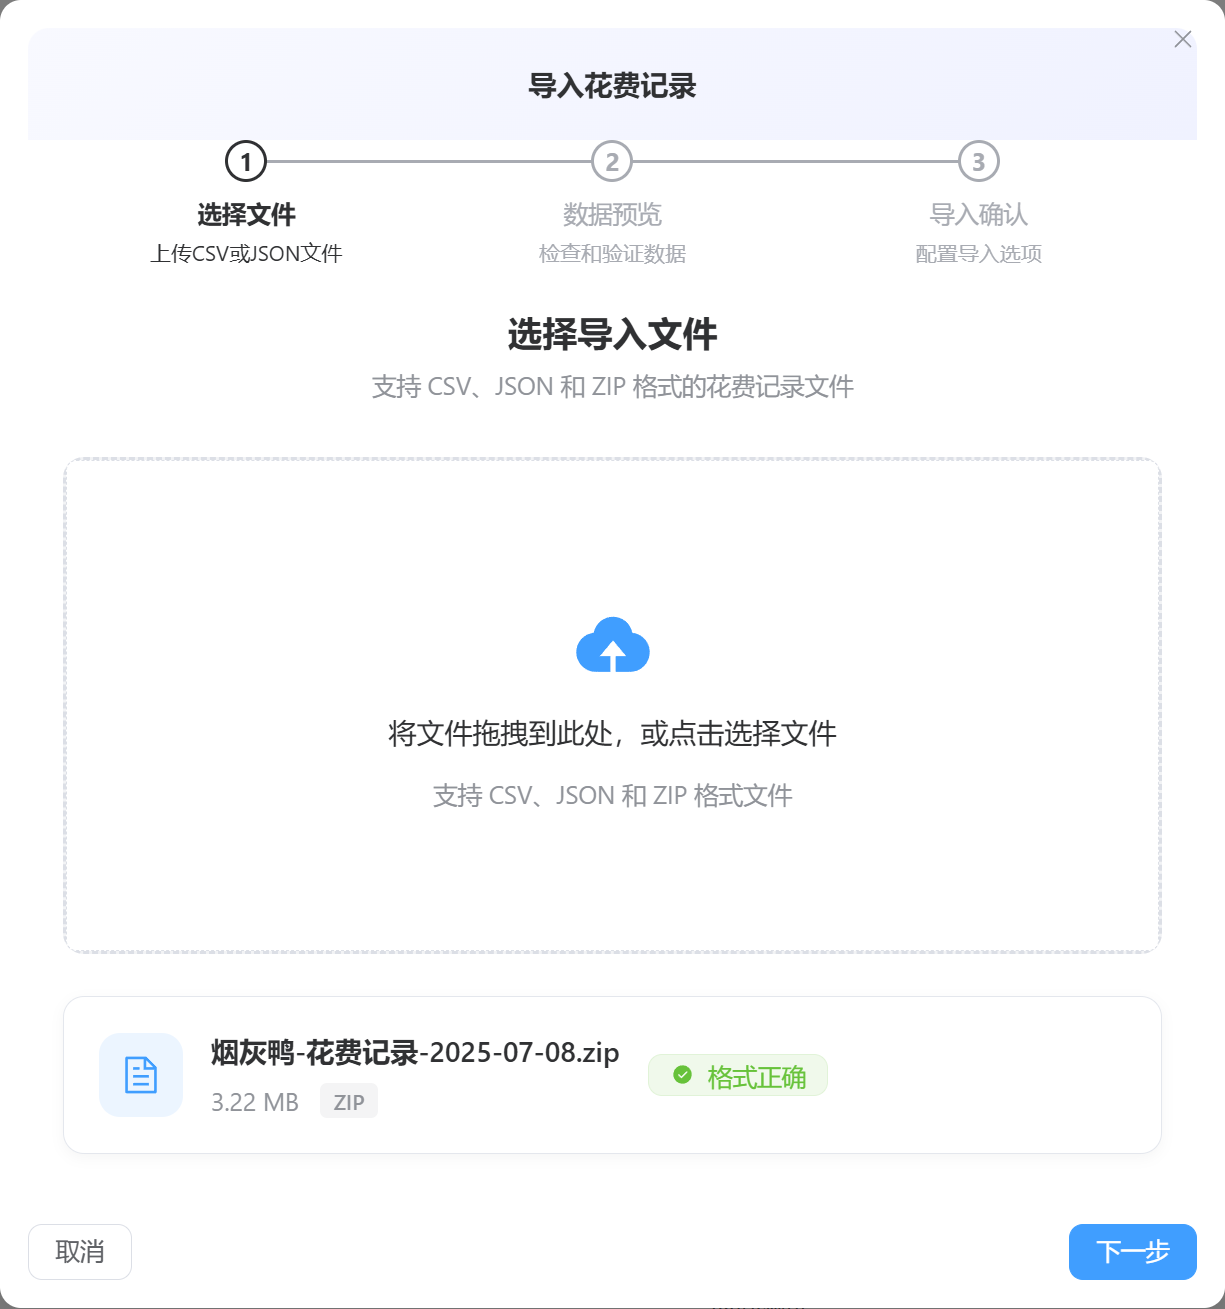 导入花费记录
1
2
3
选择文件
数据预览
导入确认
上传CSV或JSON文件
检查和验证数据
配置导入选项
选择导入文件
支持 CSV、JSON 和 ZIP 格式的花费记录文件
将文件拖拽到此处，或点击选择文件
支持 CSV、JSON 和 ZIP 格式文件
烟灰鸭-花费记录-2025-07-08.zip
格式正确
3.22 MB
ZIP
取消
下一步